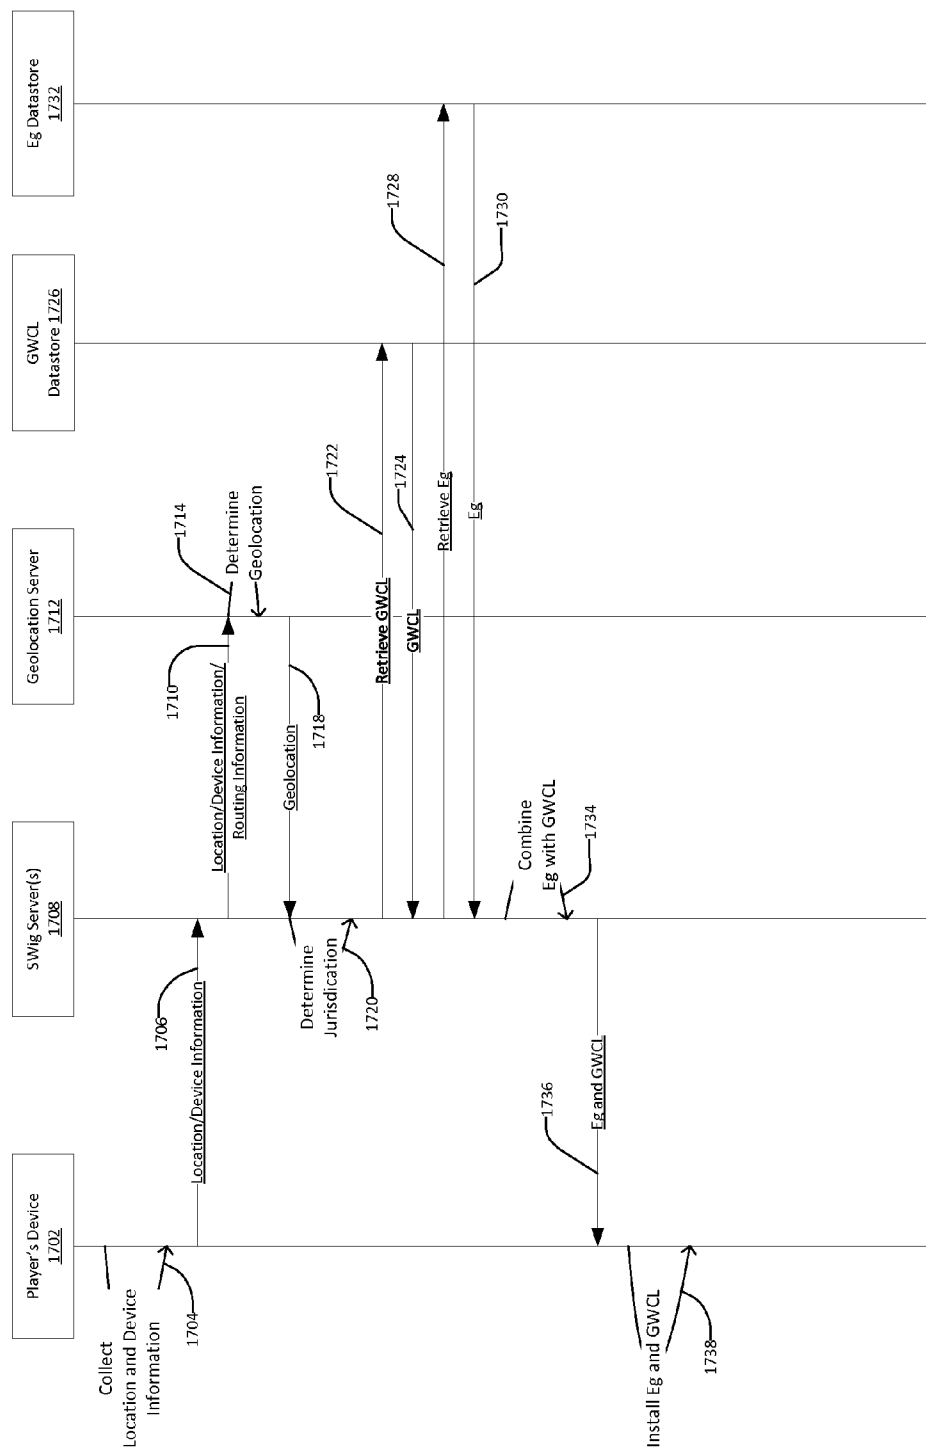 Player's Device
1702
SWig Server(s)
1708
Geolocation Server
1712
GWCL
Datastore 1726
Eg Datastore
1732
Collect
Location and Device
Information
1704
Location/Device Information
1706
Location/Device Information/
Routing Information
1710
1714
Determine
Geolocation
Geolocation
1718
Determine
Jurisdication
1720
Retrieve GWCL
1722
GWCL
1724
Retrieve Eg
1728
Eg
1730
Combine
Eg with GWCL
1734
Eg and GWCL
1736
Install Eg and GWCL
1738